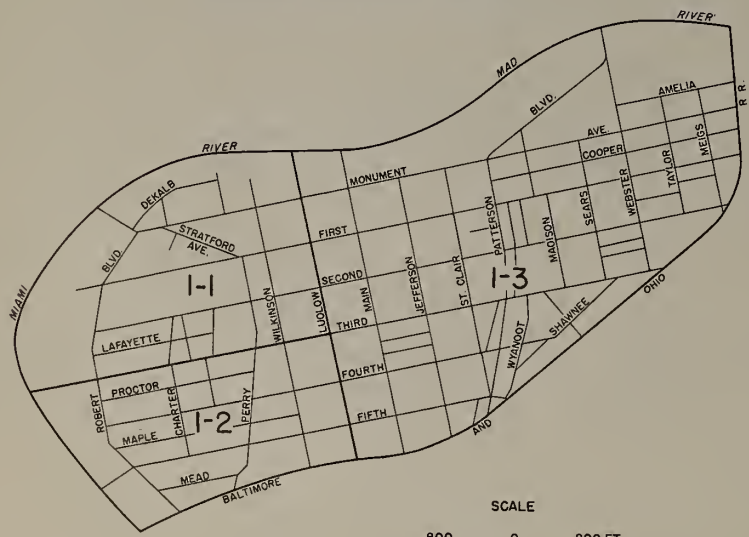 RIVER
MAD
BLVD.
AMELIA
R. R.
RIVER
AVE.
COOPER
MEIGS
MONUMENT
DEKALB
TAYLOR
WEBSTER
SEARS
STRATFORD
AVE.
FIRST
PATTERSON
MADISON
BLVD
1-1
SECOND
ST. CLAIR
JEFFERSON
1-3
MAIN
OHIO
MIAMI
WILKINSON
LUDLOW
THIRD
SHAWNEE
WYANOOT
LAFAYETTE
FOURTH
PROCTOR
ROBERT
CHARTER
PERRY
1-2
FIFTH
MAPLE
AND
MEAD
BALTIMORE
SCALE
800 0 800 FT